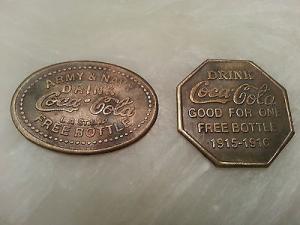 ARMY & NAVY
DRINK
Coca-Cola
FREE BOTTLE
DRINK
Coca-Cola
GOOD FOR ONE
FREE BOTTLE
1915-1916